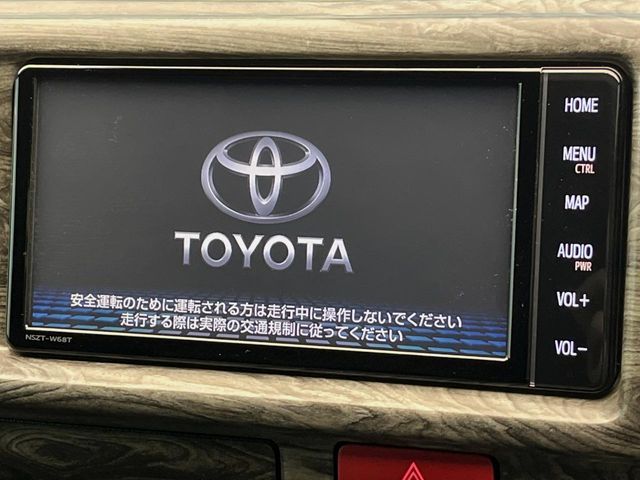 TOYOTA
安全運転のために運転される方は走行中に操作しないでください
走行する際は実際の交通規制に従ってください
NSZT-W68T
HOME
MENU
CTRL
MAP
AUDIO
PWR
VOL+
VOL-